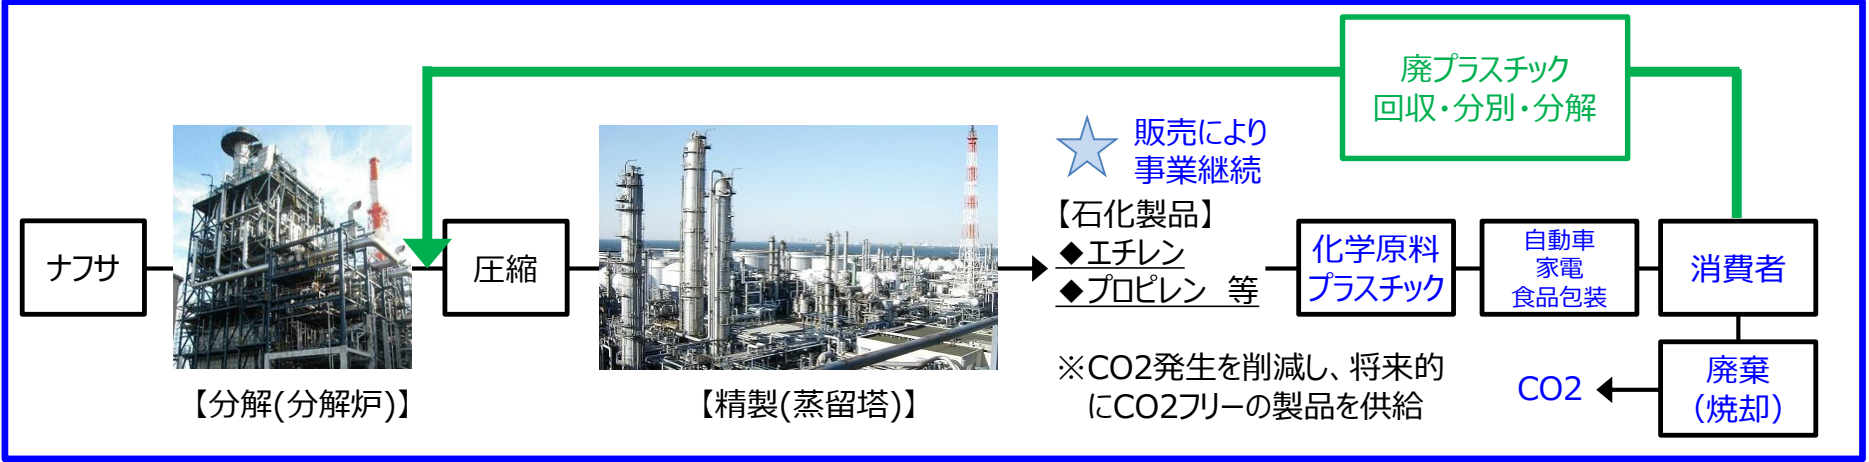 廃プラスチック
回収・分別・分解
販売により
事業継続
ナフサ
【分解(分解炉)】
圧縮
【精製(蒸留塔)】
【石化製品】
◆エチレン
◆プロピレン 等
※CO2発生を削減し、将来的
にCO2フリーの製品を供給
化学原料
プラスチック
自動車
家電
食品包装
消費者
廃棄
(焼却)
CO2